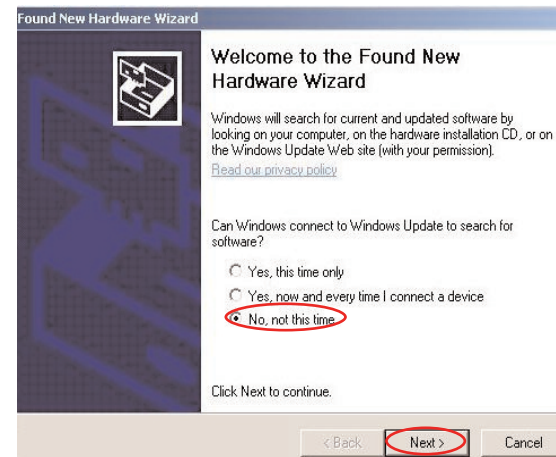 Found New Hardware Wizard
Welcome to the Found New
Hardware Wizard
Windows will search for current and updated software by
looking on your computer, on the hardware installation CD, or on
the Windows Update Web site (with your permission).
Read our privacy policy
Can Windows connect to Windows Update to search for
software?
Yes, this time only
Yes, now and every time I connect a device
No, not this time
Click Next to continue.
< Back
Next >
Cancel